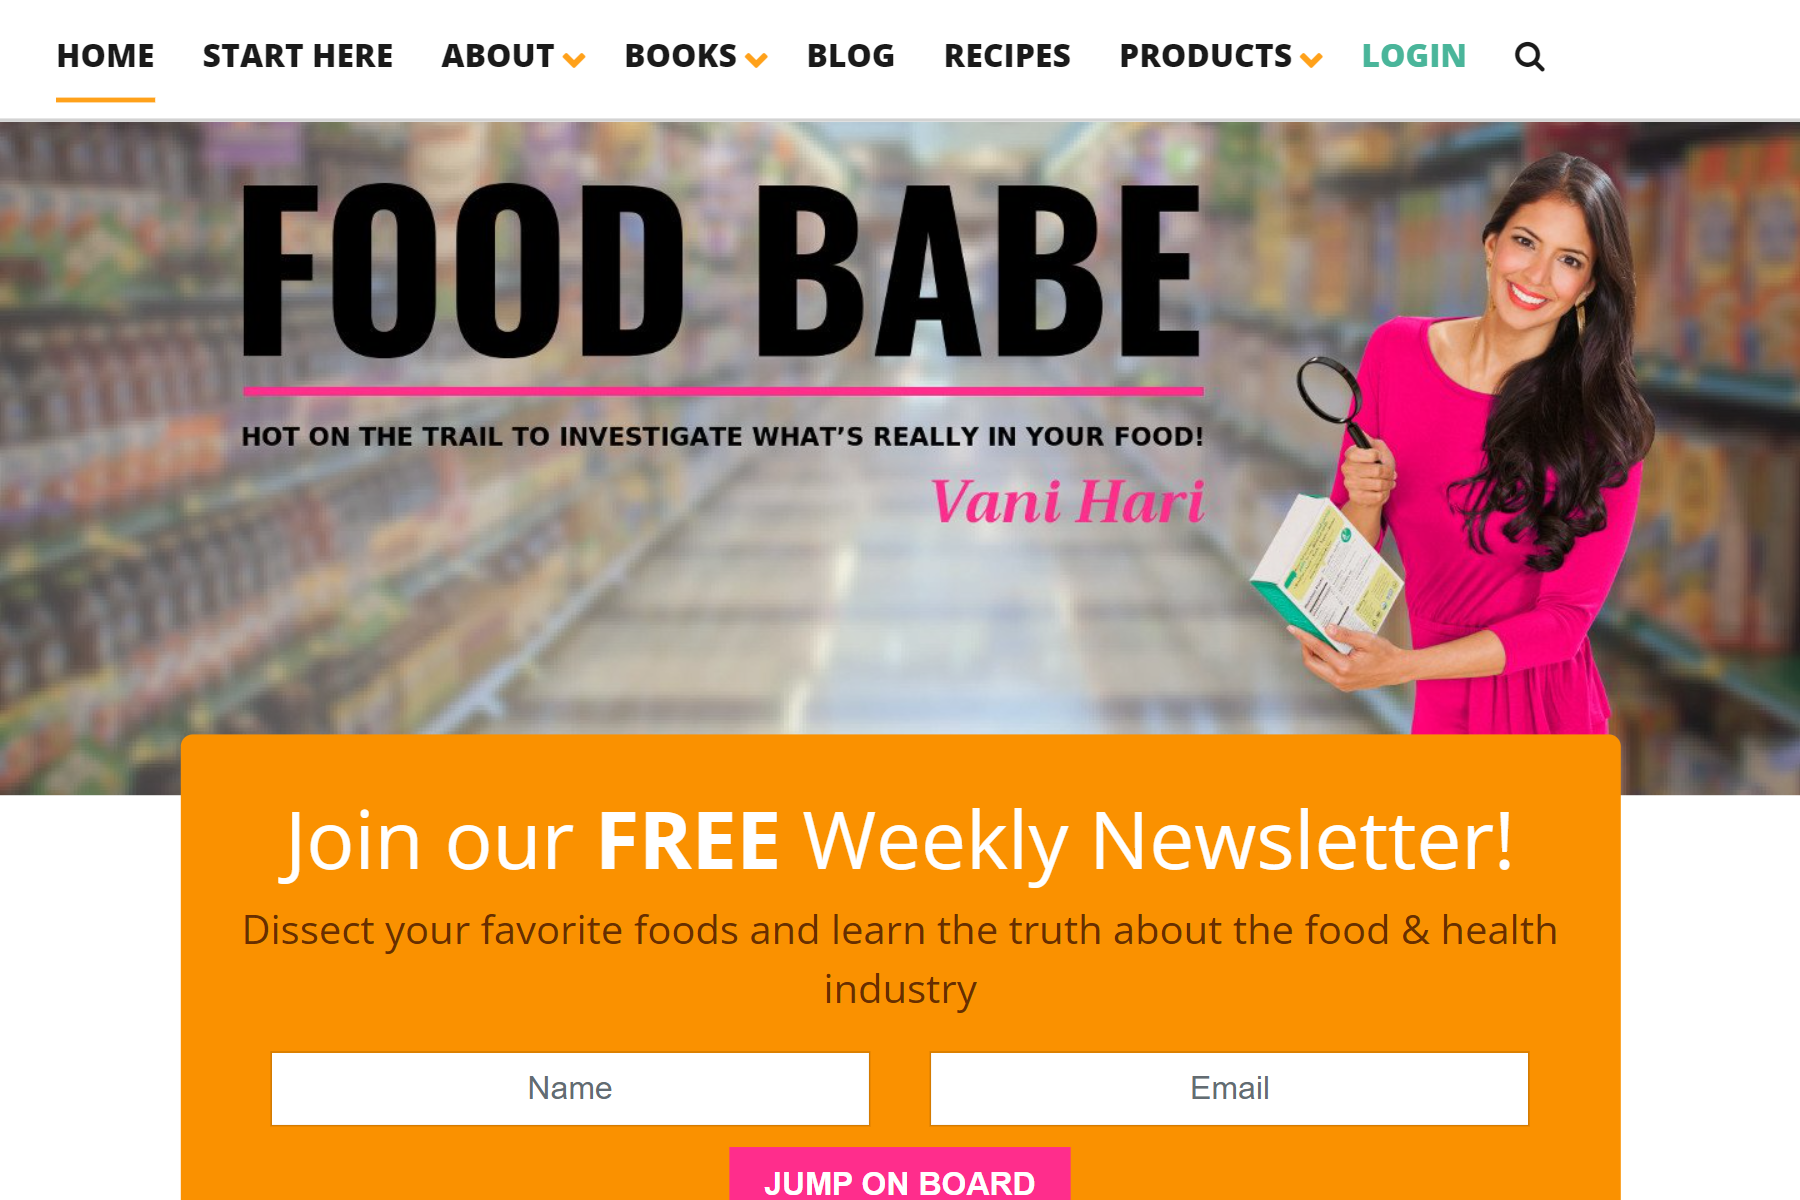 HOME START HERE ABOUT BOOKS BLOG RECIPES PRODUCTS LOGIN
FOOD BABE
HOT ON THE TRAIL TO INVESTIGATE WHAT’S REALLY IN YOUR FOOD!
Vani Hari
Join our FREE Weekly Newsletter!
Dissect your favorite foods and learn the truth about the food & health
industry
Name Email
JUMP ON BOARD